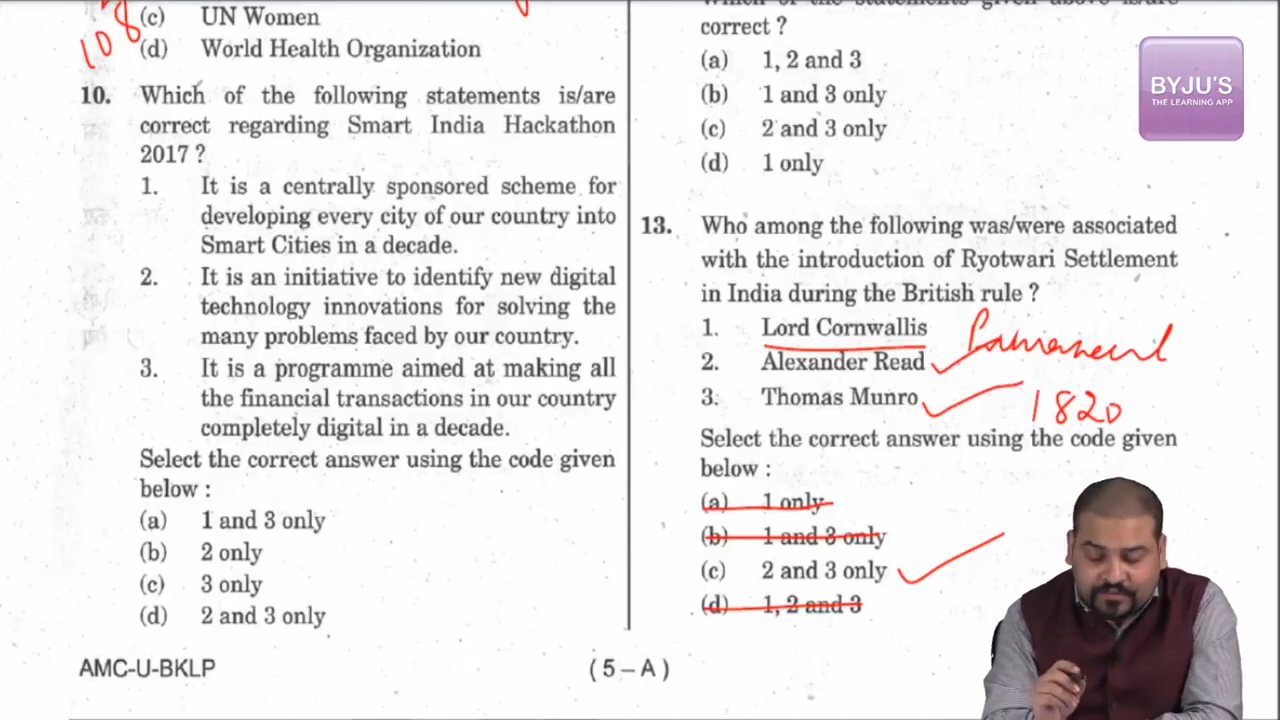 (c) UN Women
108
(d) World Health Organization
10. Which of the following statements is/are
correct regarding Smart India Hackathon
2017 ?
1. It is a centrally sponsored scheme for
developing every city of our country into
Smart Cities in a decade.
2. It is an initiative to identify new digital
technology innovations for solving the
many problems faced by our country.
3. It is a programme aimed at making all
the financial transactions in our country
completely digital in a decade.
Select the correct answer using the code given
below :
(a) 1 and 3 only
(b) 2 only
(c) 3 only
(d) 2 and 3 only
Which of the statements given above is/are
correct ?
(a) 1, 2 and 3
(b) 1 and 3 only
(c) 2 and 3 only
(d) 1 only
13. Who among the following was/were associated
with the introduction of Ryotwari Settlement
in India during the British rule ?
1. Lord Cornwallis
Permanent
2. Alexander Read
3. Thomas Munro
1820
Select the correct answer using the code given
below :
(a) 1 only
(b) 1 and 3 only
(c) 2 and 3 only
(d) 1, 2 and 3
AMC-U-BKLP
( 5 – A )
BYJU'S
THE LEARNING APP